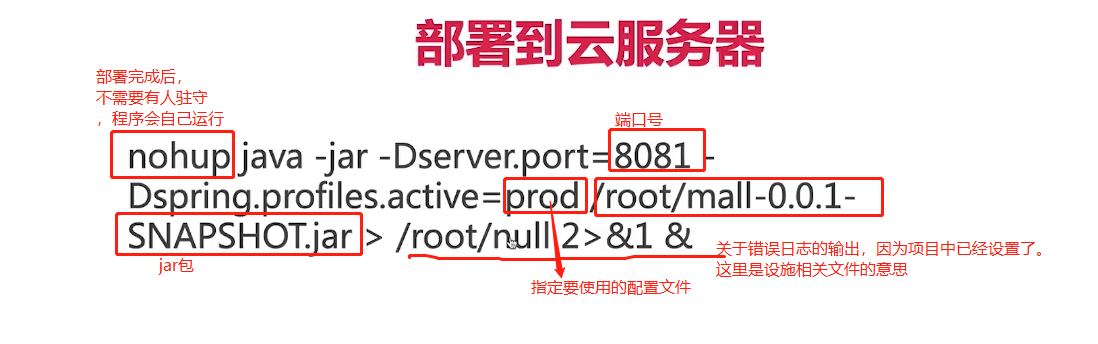 部署到云服务器
部署完成后，
不需要有人驻守
，程序会自己运行
端口号
nohup java -jar -Dserver.port=8081 -
Dspring.profiles.active=prod /root/mall-0.0.1-
SNAPSHOT.jar > /root/null 2>&1 &
jar包
关于错误日志的输出，因为项目中已经设置了。
这里是设施相关文件的意思
指定要使用的配置文件